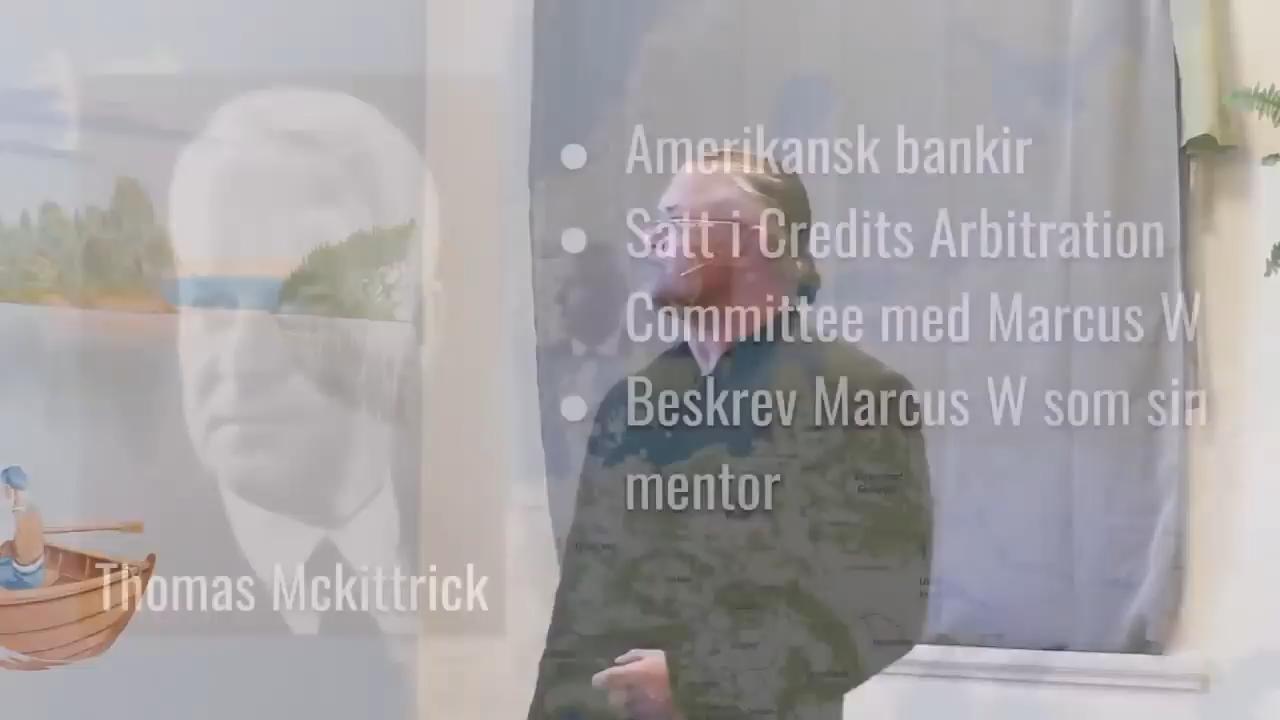 Amerikansk bankir
Satt i Credits Arbitration
Committee med Marcus W
Beskrev Marcus W som sin
mentor
Thomas Mckittrick